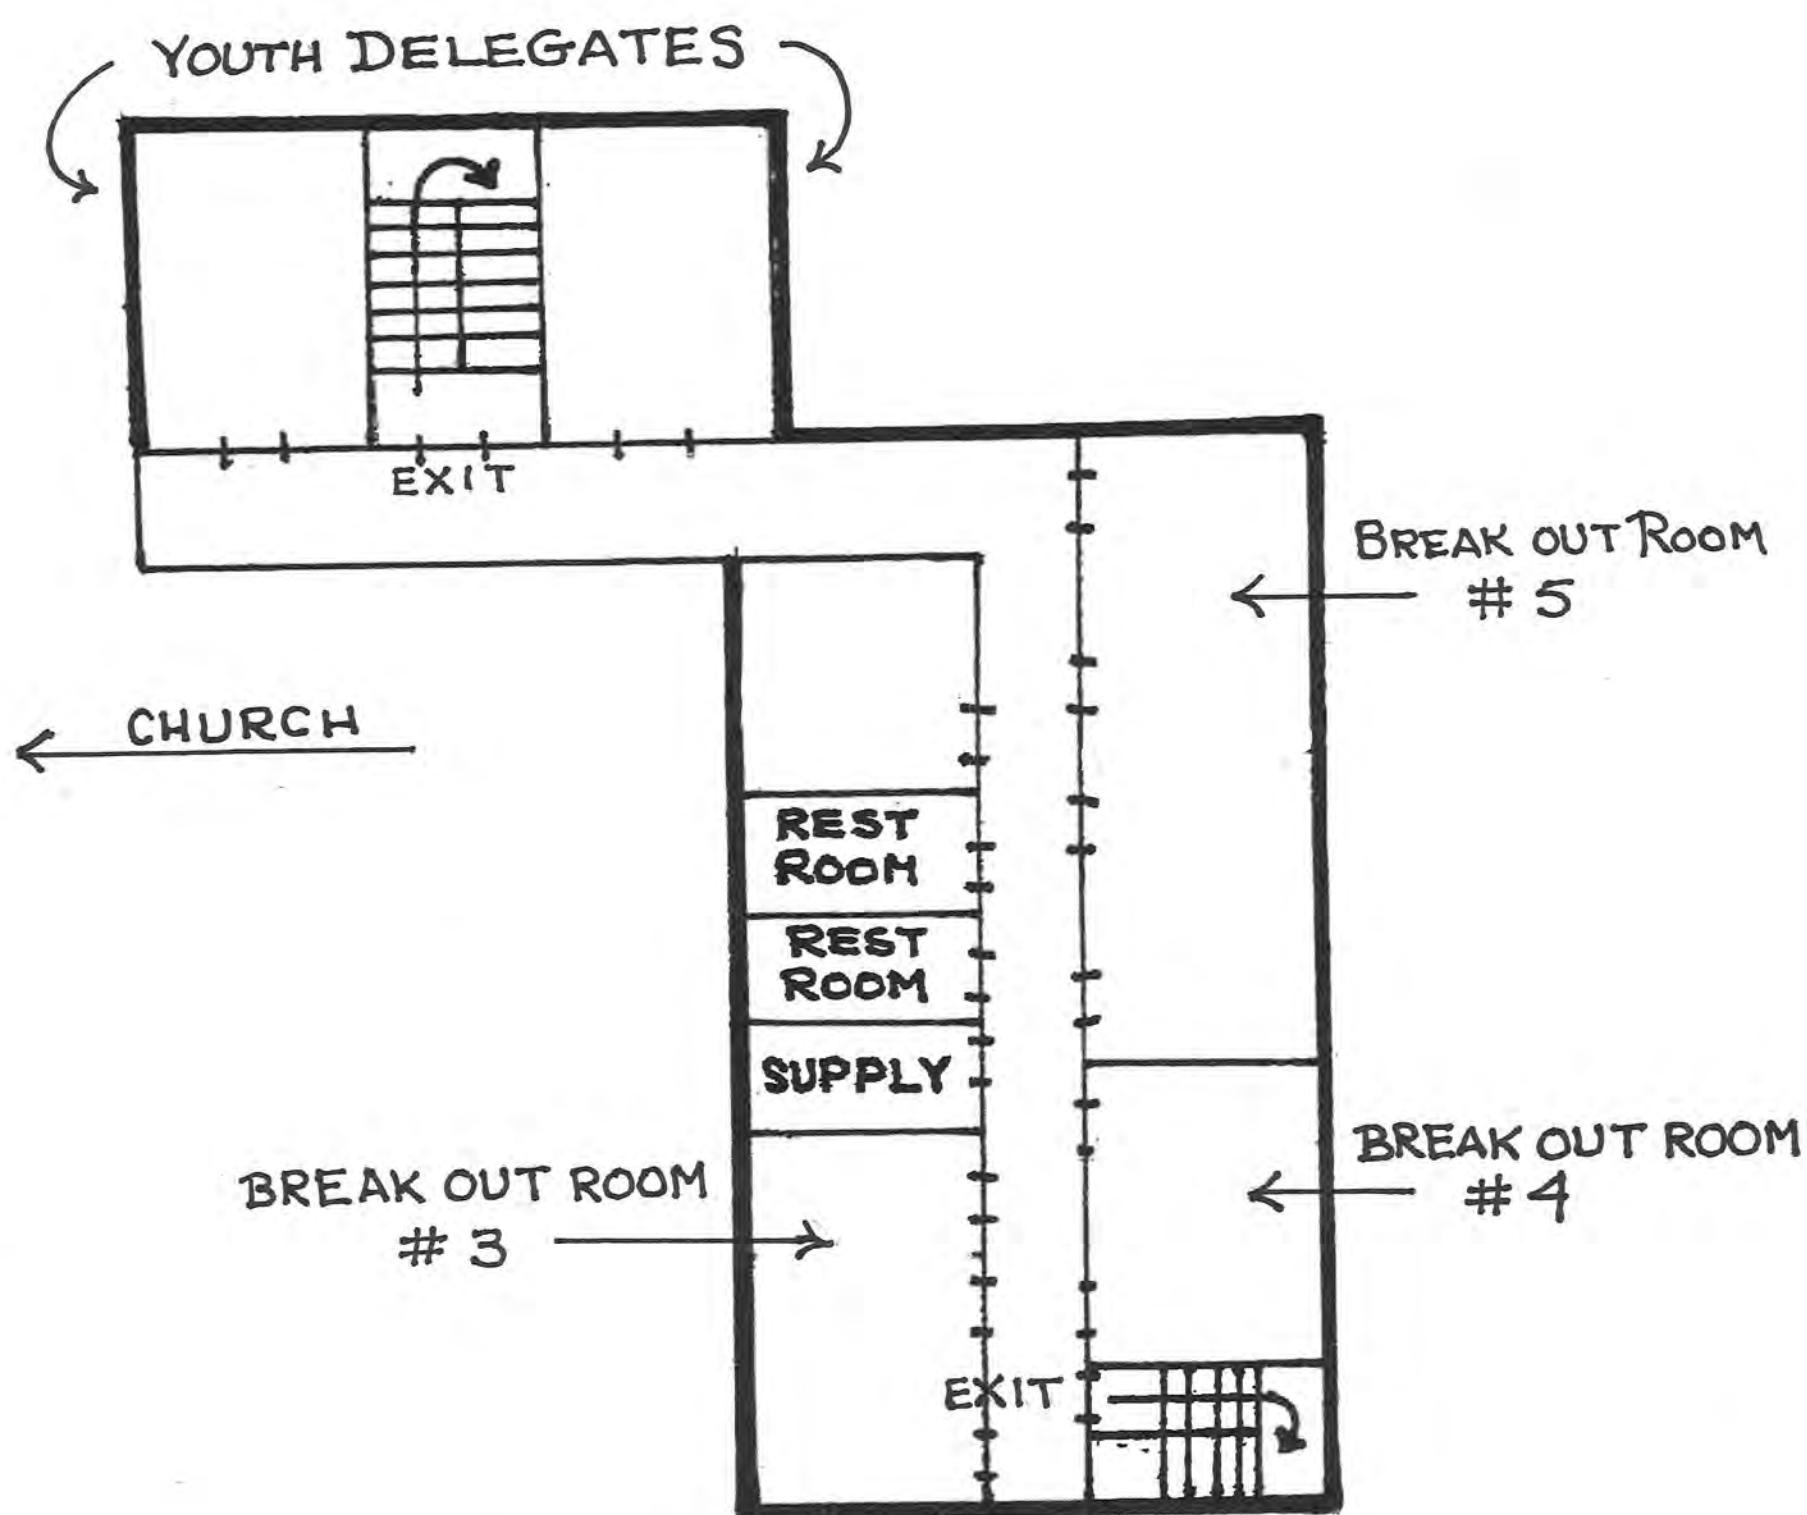 YOUTH DELEGATES
EXIT
BREAK OUT ROOM
# 5
CHURCH
REST
ROOM
REST
ROOM
SUPPLY
BREAK OUT ROOM
# 3
BREAK OUT ROOM
# 4
EXIT